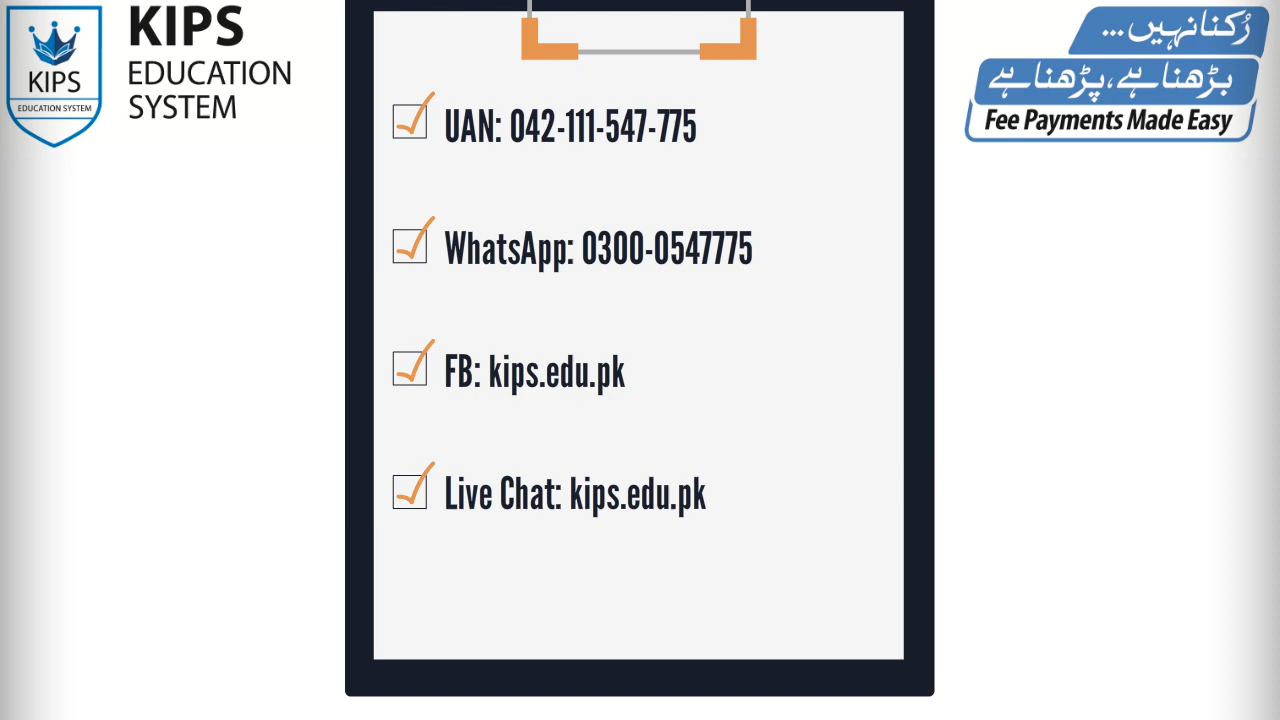 KIPS
EDUCATION SYSTEM
KIPS
EDUCATION
SYSTEM
UAN: 042-111-547-775
WhatsApp: 0300-0547775
FB: kips.edu.pk
Live Chat: kips.edu.pk
رُکنا نہیں ...
بڑھنا ہے، پڑھنا ہے
Fee Payments Made Easy